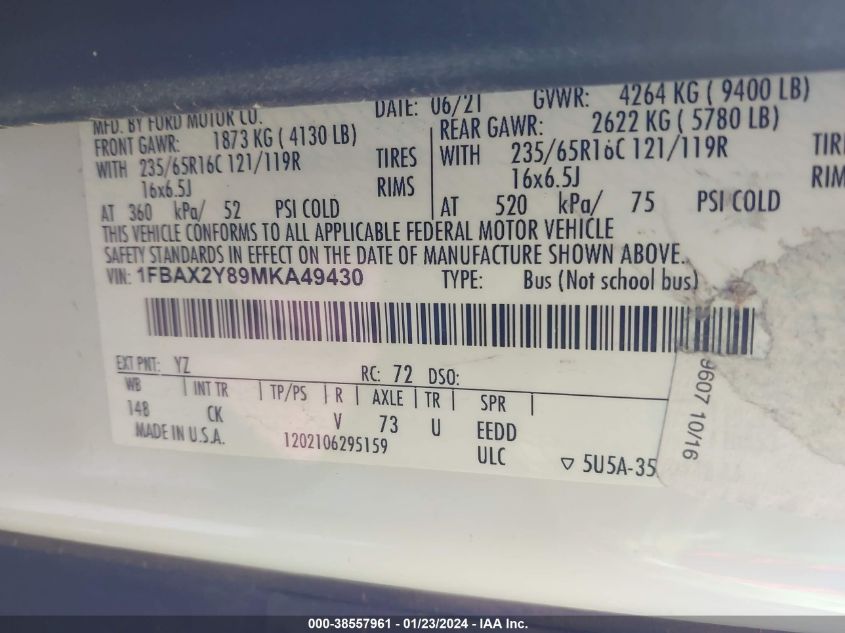 MFD. BY FORD MOTOR CO. DATE: 06/21 GVWR: 4264 KG ( 9400 LB)
FRONT GAWR: 1873 KG ( 4130 LB) REAR GAWR: 2622 KG ( 5780 LB)
WITH 235/65R16C 121/119R TIRES WITH 235/65R16C 121/119R TIRE
16x6.5J RIMS 16x6.5J RIM
AT 360 kPa/ 52 PSI COLD AT 520 kPa/ 75 PSI COLD
THIS VEHICLE CONFORMS TO ALL APPLICABLE FEDERAL MOTOR VEHICLE
SAFETY STANDARDS IN EFFECT ON THE DATE OF MANUFACTURE SHOWN ABOVE.
VIN: 1FBAX2Y89MKA49430 TYPE: Bus (Not school bus)
EXT PNT: YZ RC: 72 DSO:
WB INT TR TP/PS R AXLE TR SPR
148 CK V 73 U EEDD
MADE IN U.S.A. 1202106295159 ULC
▽ 5U5A-35
9607 10/16
000-38557961 - 01/23/2024 - IAA Inc.